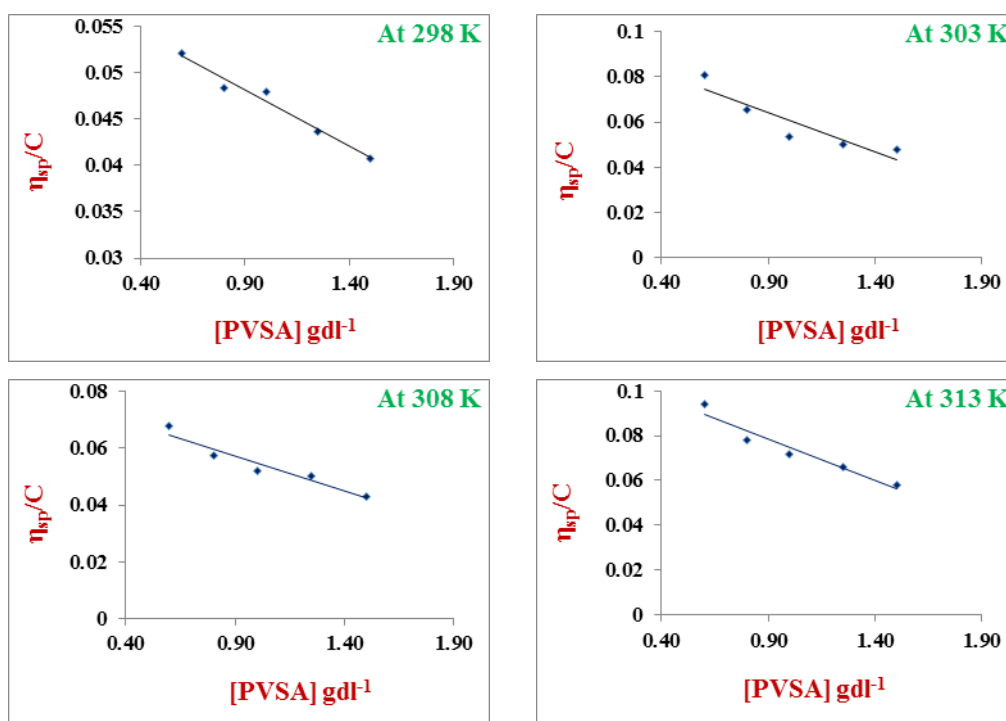 At 298 K
0.055
0.05
0.045
0.04
0.035
0.03
0.40 0.90 1.40 1.90
ηsp/C
[PVSA] gdl-1
At 303 K
0.1
0.08
0.06
0.04
0.02
0
0.40 0.90 1.40 1.90
ηsp/C
[PVSA] gdl-1
At 308 K
0.08
0.06
0.04
0.02
0
0.40 0.90 1.40 1.90
ηsp/C
[PVSA] gdl-1
At 313 K
0.1
0.08
0.06
0.04
0.02
0
0.40 0.90 1.40 1.90
ηsp/C
[PVSA] gdl-1